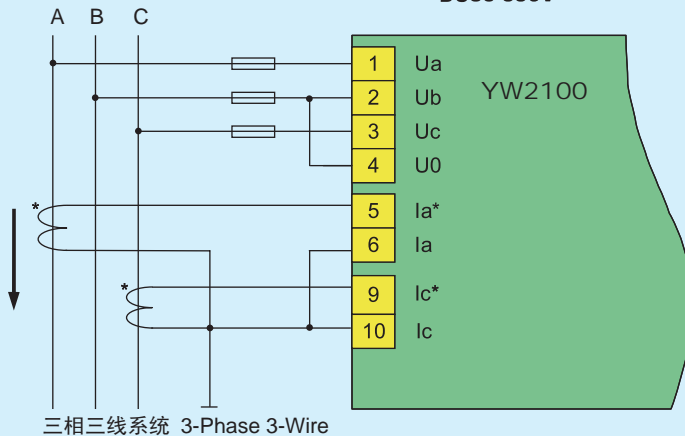 A B C
1 Ua
2 Ub
3 Uc
4 U0
YW2100
* 5 Ia*
6 Ia
* 9 Ic*
10 Ic
三相三线系统 3-Phase 3-Wire